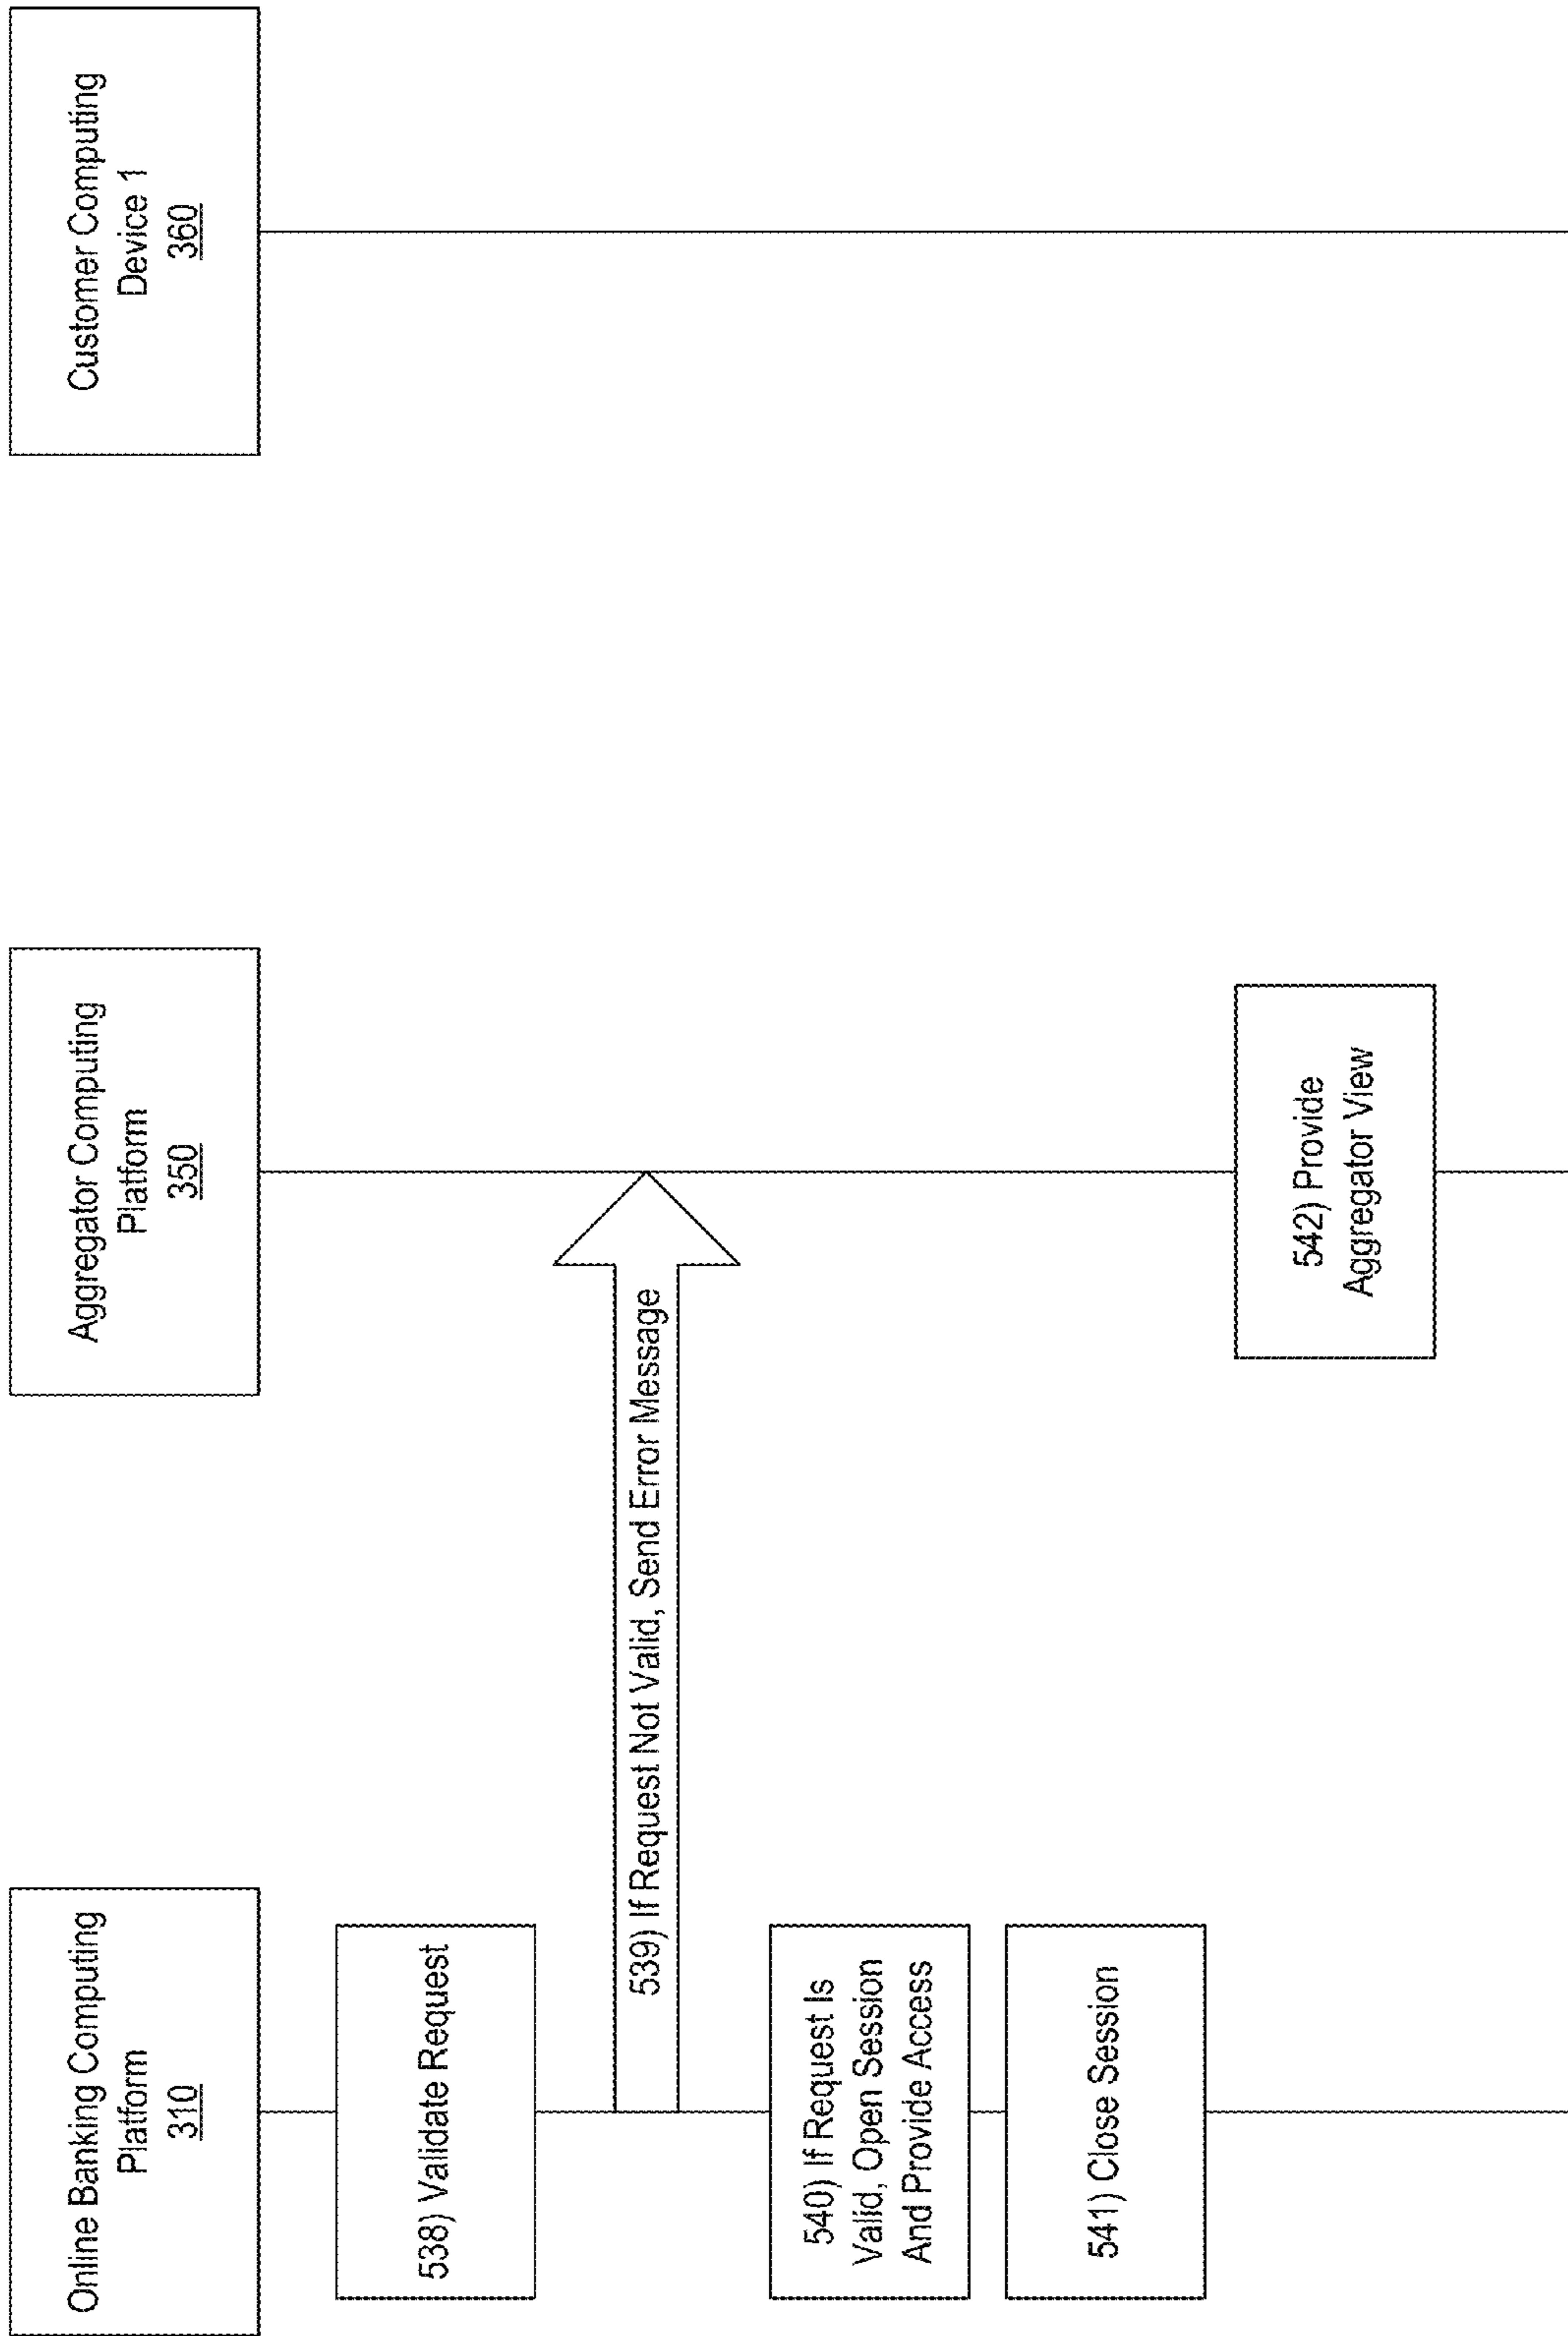 Online Banking Computing
Platform
310
Aggregator Computing
Platform
350
Customer Computing
Device 1
360
538) Validate Request
539) If Request Not Valid, Send Error Message
540) If Request Is
Valid, Open Session
And Provide Access
541) Close Session
542) Provide
Aggregator View